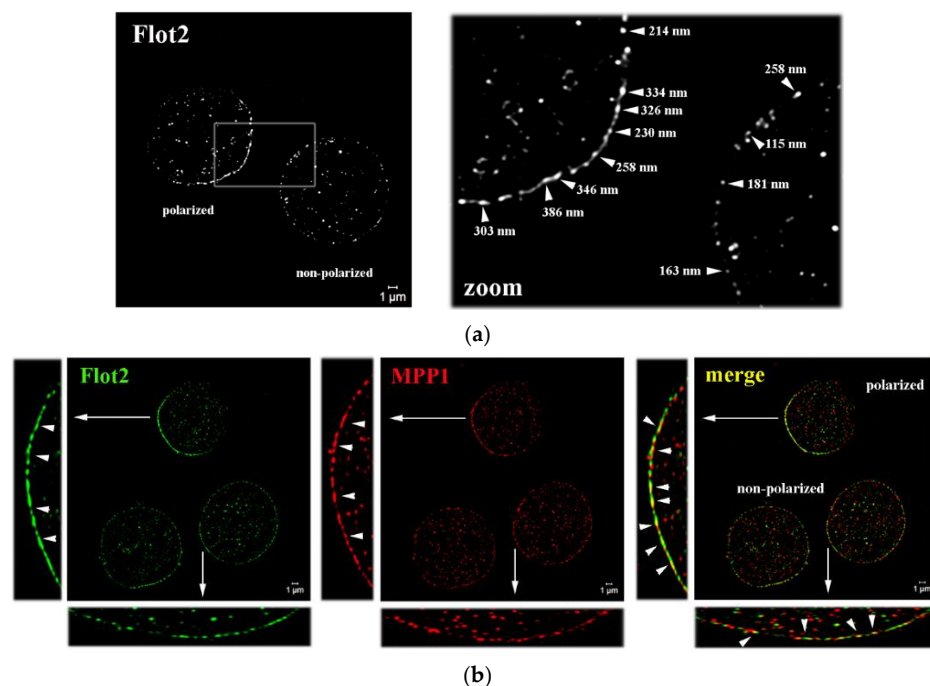 Flot2
polarized
non-polarized
1 µm
214 nm
334 nm
326 nm
230 nm
258 nm
346 nm
386 nm
303 nm
258 nm
115 nm
181 nm
163 nm
zoom
(a)
Flot2
1 µm
MPP1
1 µm
merge
polarized
non-polarized
1 µm
(b)